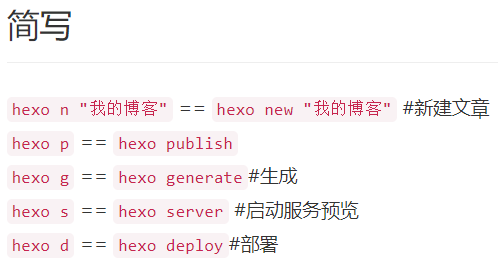 简写
hexo n "我的博客" == hexo new "我的博客" #新建文章
hexo p == hexo publish
hexo g == hexo generate#生成
hexo s == hexo server #启动服务预览
hexo d == hexo deploy#部署